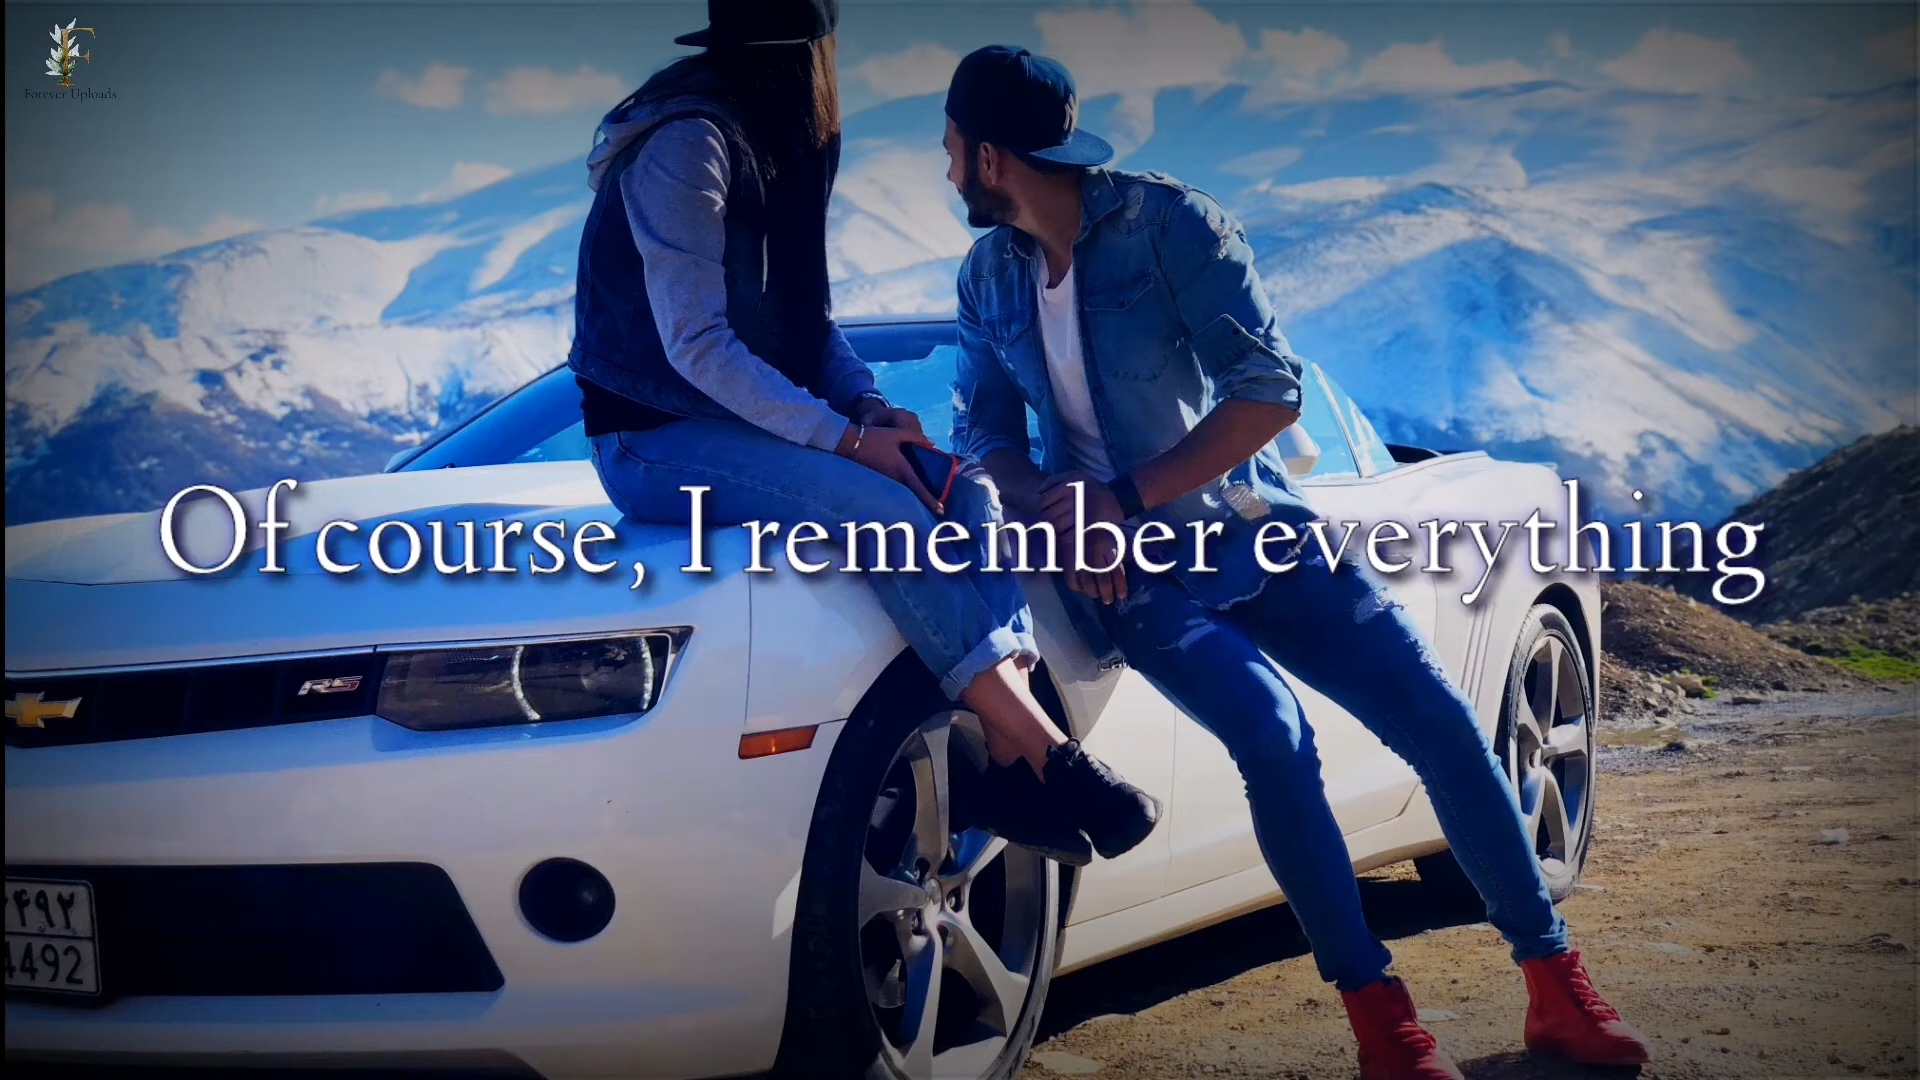 F
Forever Uploads
Of course, I remember everything
RS
۴۹۲
4492